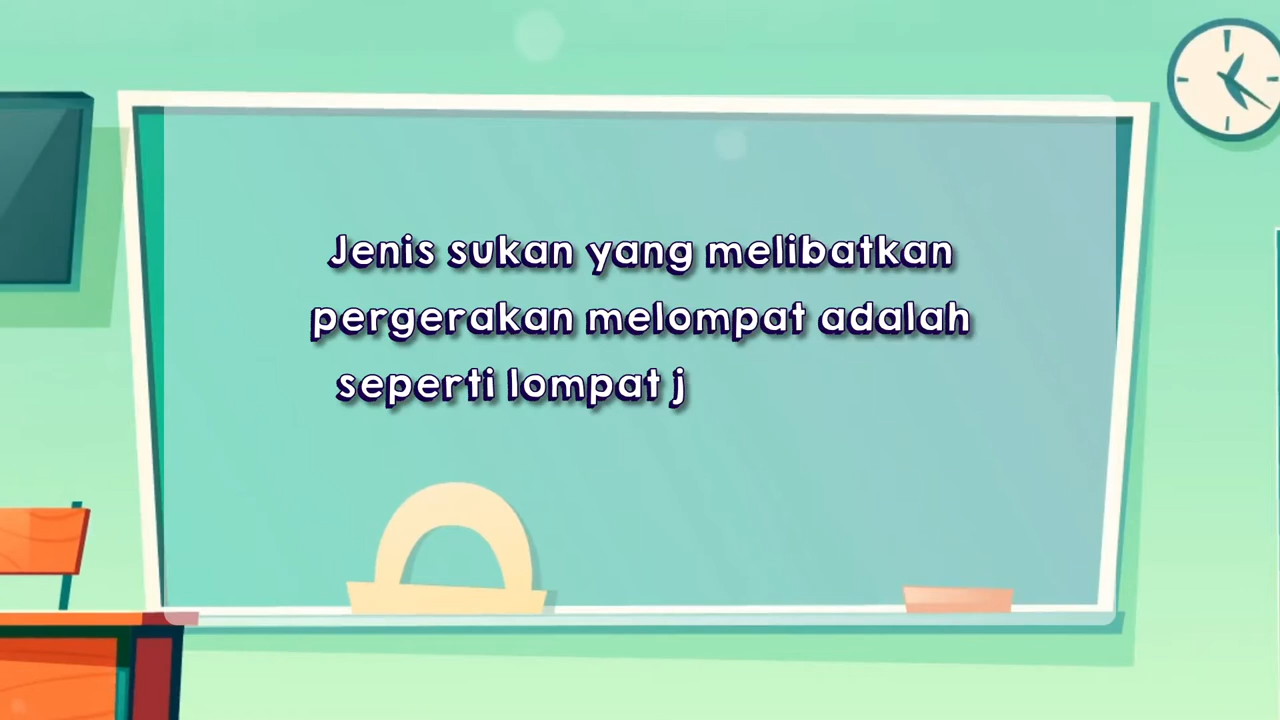 Jenis sukan yang melibatkan
pergerakan melompat adalah
seperti lompat j